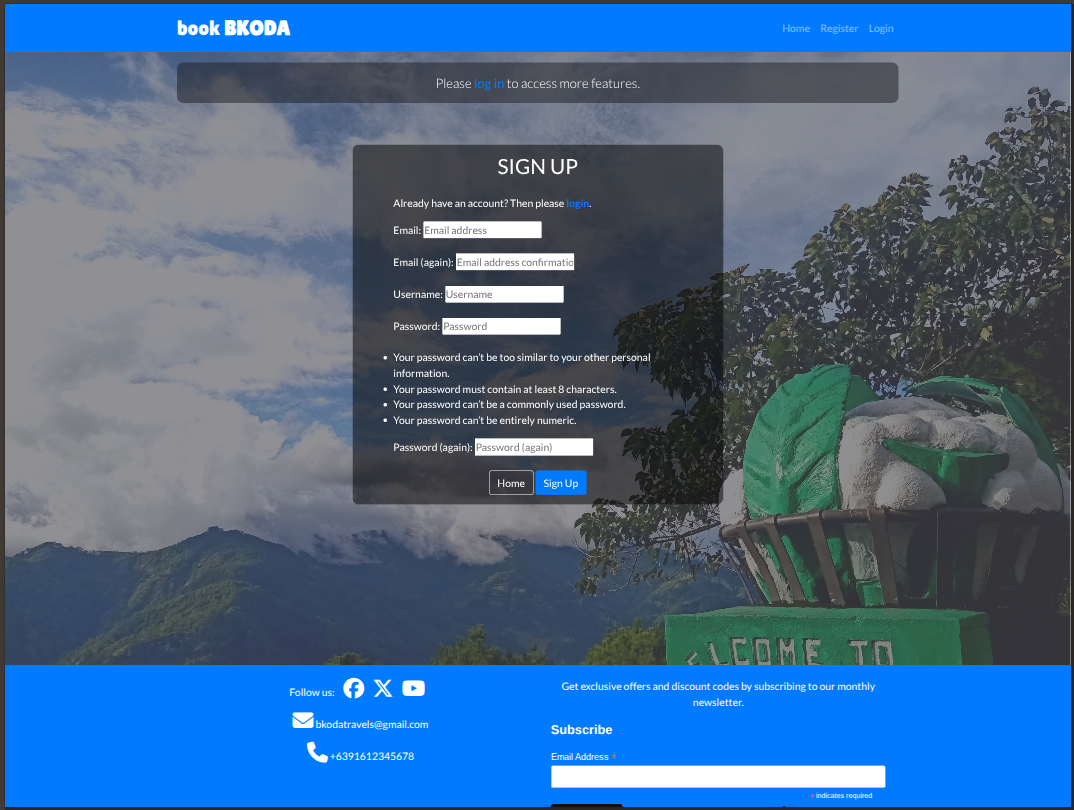 book BKODA
Home Register Login
Please log in to access more features.
SIGN UP
Already have an account? Then please login.
Email: Email address
Email (again): Email address confirmatio
Username: Username
Password: Password
• Your password can't be too similar to your other personal
information.
• Your password must contain at least 8 characters.
• Your password can't be a commonly used password.
• Your password can't be entirely numeric.
Password (again): Password (again)
Home Sign Up
ELCOME TO
Follow us:
bkodatravels@gmail.com
+6391612345678
Get exclusive offers and discount codes by subscribing to our monthly
newsletter.
Subscribe
Email Address *
* indicates required